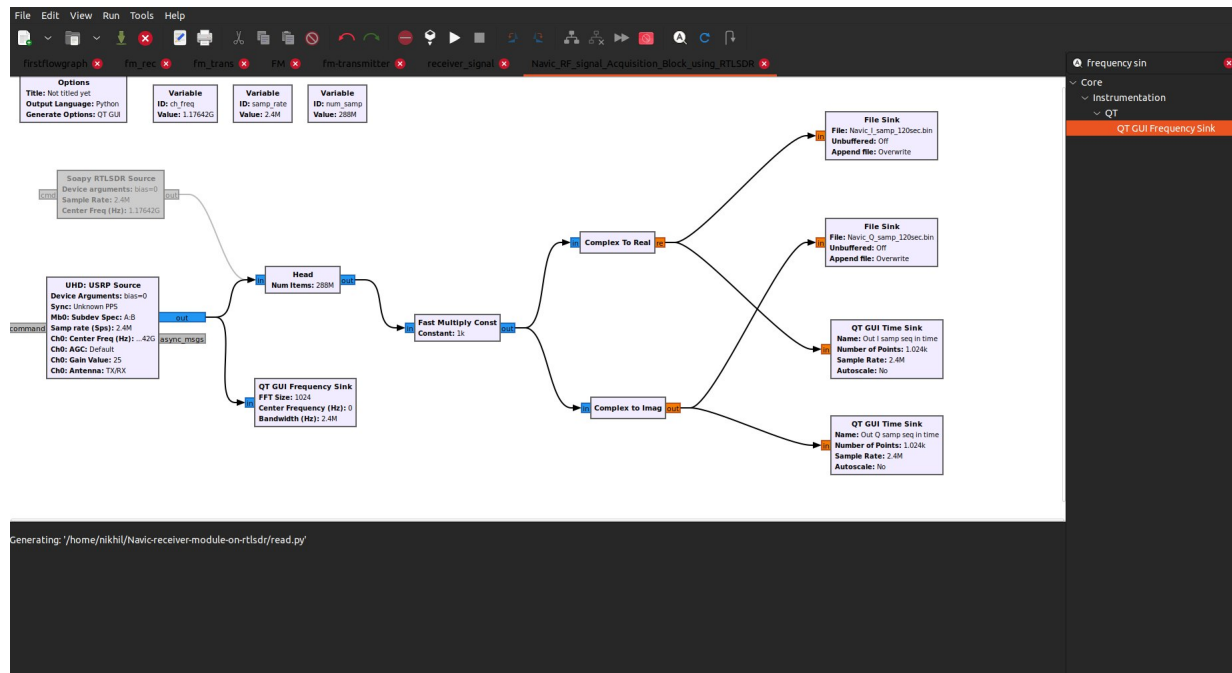 File Edit View Run Tools Help
firstflowgraph fm_rec fm_trans FM fm-transmitter receiver_signal Navic_RF_signal_Acquisition_Block_using_RTLSDR
frequency sin
Core
Instrumentation
QT
QT GUI Frequency Sink
Options
Title: Not titled yet
Output Language: Python
Generate Options: QT GUI
Variable
ID: ch_freq
Value: 1.17642G
Variable
ID: samp_rate
Value: 2.4M
Variable
ID: num_samp
Value: 288M
Soapy RTLSDR Source
Device arguments: bias=0
Sample Rate: 2.4M
Center Freq (Hz): 1.17642G
cmd
out
UHD: USRP Source
Device Arguments: bias=0
Sync: Unknown PPS
Mb0: Subdev Spec: A:B
Samp rate (Sps): 2.4M
Ch0: Center Freq (Hz): ...42G
Ch0: AGC: Default
Ch0: Gain Value: 25
Ch0: Antenna: TX/RX
command
out
async_msgs
in
Head
Num Items: 288M
out
in
QT GUI Frequency Sink
FFT Size: 1024
Center Frequency (Hz): 0
Bandwidth (Hz): 2.4M
in
Fast Multiply Const
Constant: 1k
out
in
Complex To Real
re
in
Complex to Imag
out
in
File Sink
File: Navic_I_samp_120sec.bin
Unbuffered: Off
Append file: Overwrite
in
File Sink
File: Navic_Q_samp_120sec.bin
Unbuffered: Off
Append file: Overwrite
in
QT GUI Time Sink
Name: Out I samp seq in time
Number of Points: 1.024k
Sample Rate: 2.4M
Autoscale: No
in
QT GUI Time Sink
Name: Out Q samp seq in time
Number of Points: 1.024k
Sample Rate: 2.4M
Autoscale: No
Generating: '/home/nikhil/Navic-receiver-module-on-rtlsdr/read.py'